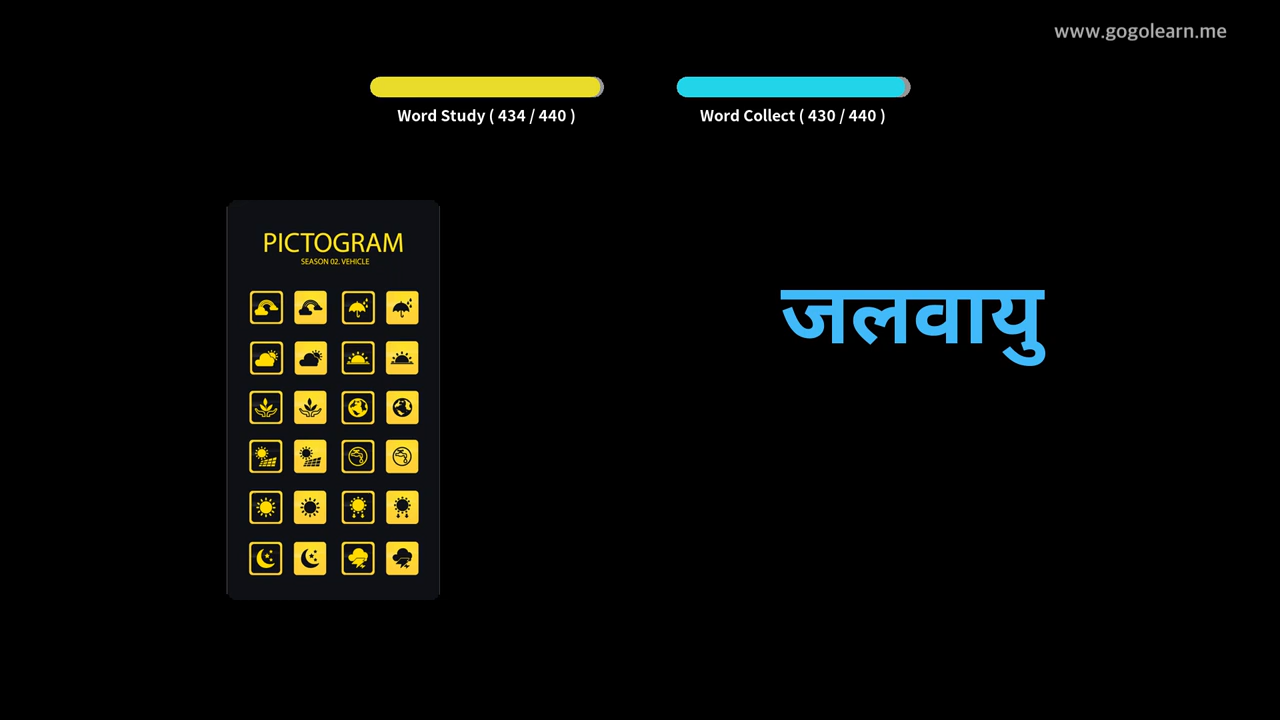 www.gogolearn.me
Word Study ( 434 / 440 )
Word Collect ( 430 / 440 )
PICTOGRAM
SEASON 02. VEHICLE
जलवायु